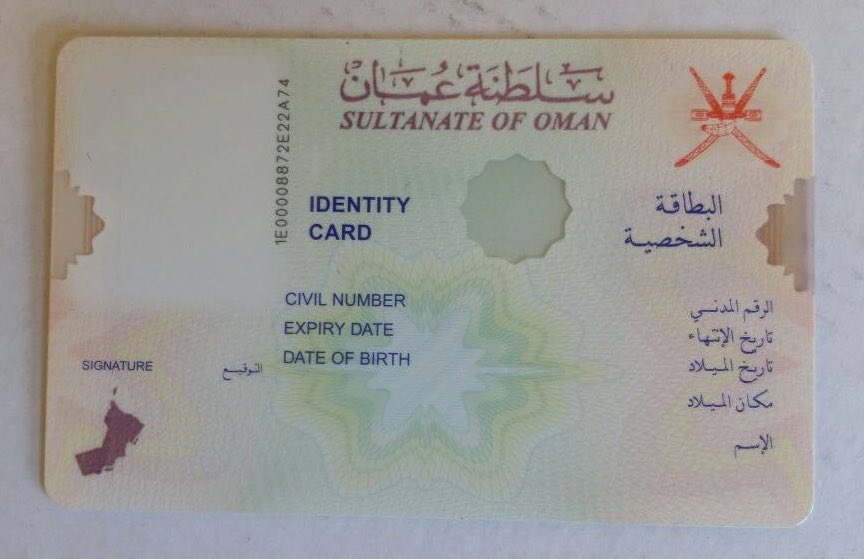 سلطنة عمان
SULTANATE OF OMAN
1E00008872E22A74
IDENTITY CARD
البطاقة الشخصية
CIVIL NUMBER
الرقم المدني
EXPIRY DATE
تاريخ الإنتهاء
DATE OF BIRTH
تاريخ الميلاد
SIGNATURE
التوقيع
مكان الميلاد
الإسم